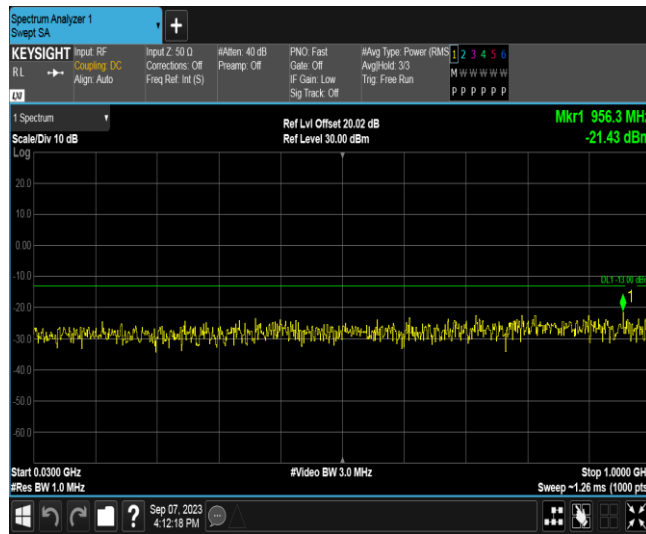 Spectrum Analyzer 1
Swept SA
KEYSIGHT
RL
LXI
Input: RF
Coupling: DC
Align: Auto
Input Z: 50 Ω
Corrections: Off
Freq Ref: Int (S)
#Atten: 40 dB
Preamp: Off
PNO: Fast
Gate: Off
IF Gain: Low
Sig Track: Off
#Avg Type: Power (RMS
Avg|Hold: 3/3
Trig: Free Run
1 2 3 4 5 6
M W W W W W
P P P P P P
1 Spectrum
Scale/Div 10 dB
Log
Ref Lvl Offset 20.02 dB
Ref Level 30.00 dBm
Mkr1 956.3 MHz
-21.43 dBm
20.0
10.0
0.00
-10.0
DL1 -13.00 dBm
1
-20.0
-30.0
-40.0
-50.0
-60.0
Start 0.0300 GHz
#Res BW 1.0 MHz
#Video BW 3.0 MHz
Stop 1.0000 GH
Sweep ~1.26 ms (1000 pts
?
Sep 07, 2023
4:12:18 PM